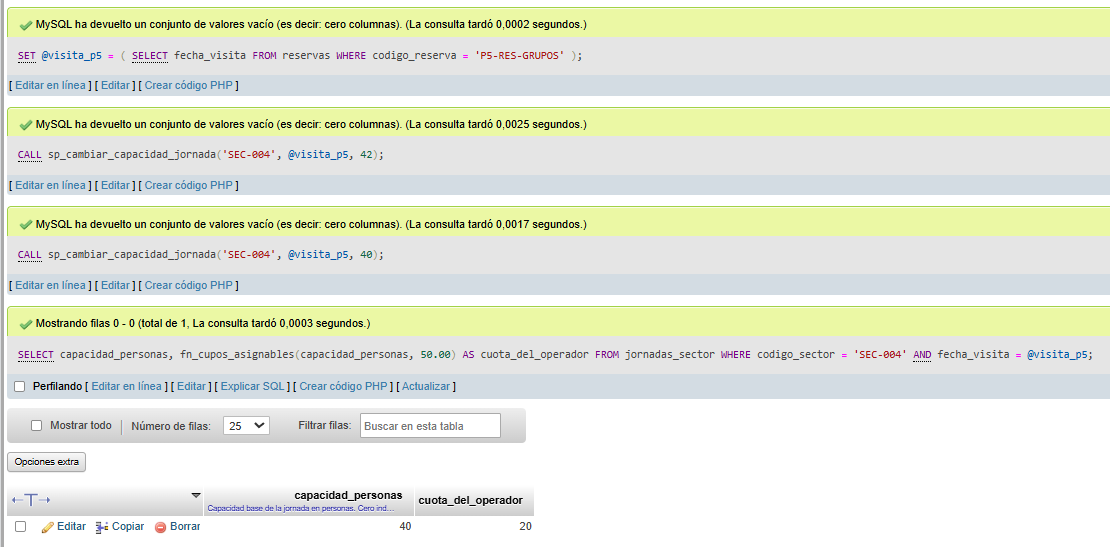 MySQL ha devuelto un conjunto de valores vacío (es decir: cero columnas). (La consulta tardó 0,0002 segundos.)
SET @visita_p5 = ( SELECT fecha_visita FROM reservas WHERE codigo_reserva = 'P5-RES-GRUPOS' );
[ Editar en línea ] [ Editar ] [ Crear código PHP ]
MySQL ha devuelto un conjunto de valores vacío (es decir: cero columnas). (La consulta tardó 0,0025 segundos.)
CALL sp_cambiar_capacidad_jornada('SEC-004', @visita_p5, 42);
[ Editar en línea ] [ Editar ] [ Crear código PHP ]
MySQL ha devuelto un conjunto de valores vacío (es decir: cero columnas). (La consulta tardó 0,0017 segundos.)
CALL sp_cambiar_capacidad_jornada('SEC-004', @visita_p5, 40);
[ Editar en línea ] [ Editar ] [ Crear código PHP ]
Mostrando filas 0 - 0 (total de 1, La consulta tardó 0,0003 segundos.)
SELECT capacidad_personas, fn_cupos_asignables(capacidad_personas, 50.00) AS cuota_del_operador FROM jornadas_sector WHERE codigo_sector = 'SEC-004' AND fecha_visita = @visita_p5;
Perfilando [ Editar en línea ] [ Editar ] [ Explicar SQL ] [ Crear código PHP ] [ Actualizar ]
Mostrar todo Número de filas: 25 Filtrar filas: Buscar en esta tabla
Opciones extra
←T→ capacidad_personas cuota_del_operador
Capacidad base de la jornada en personas. Cero ind...
Editar Copiar Borrar 40 20